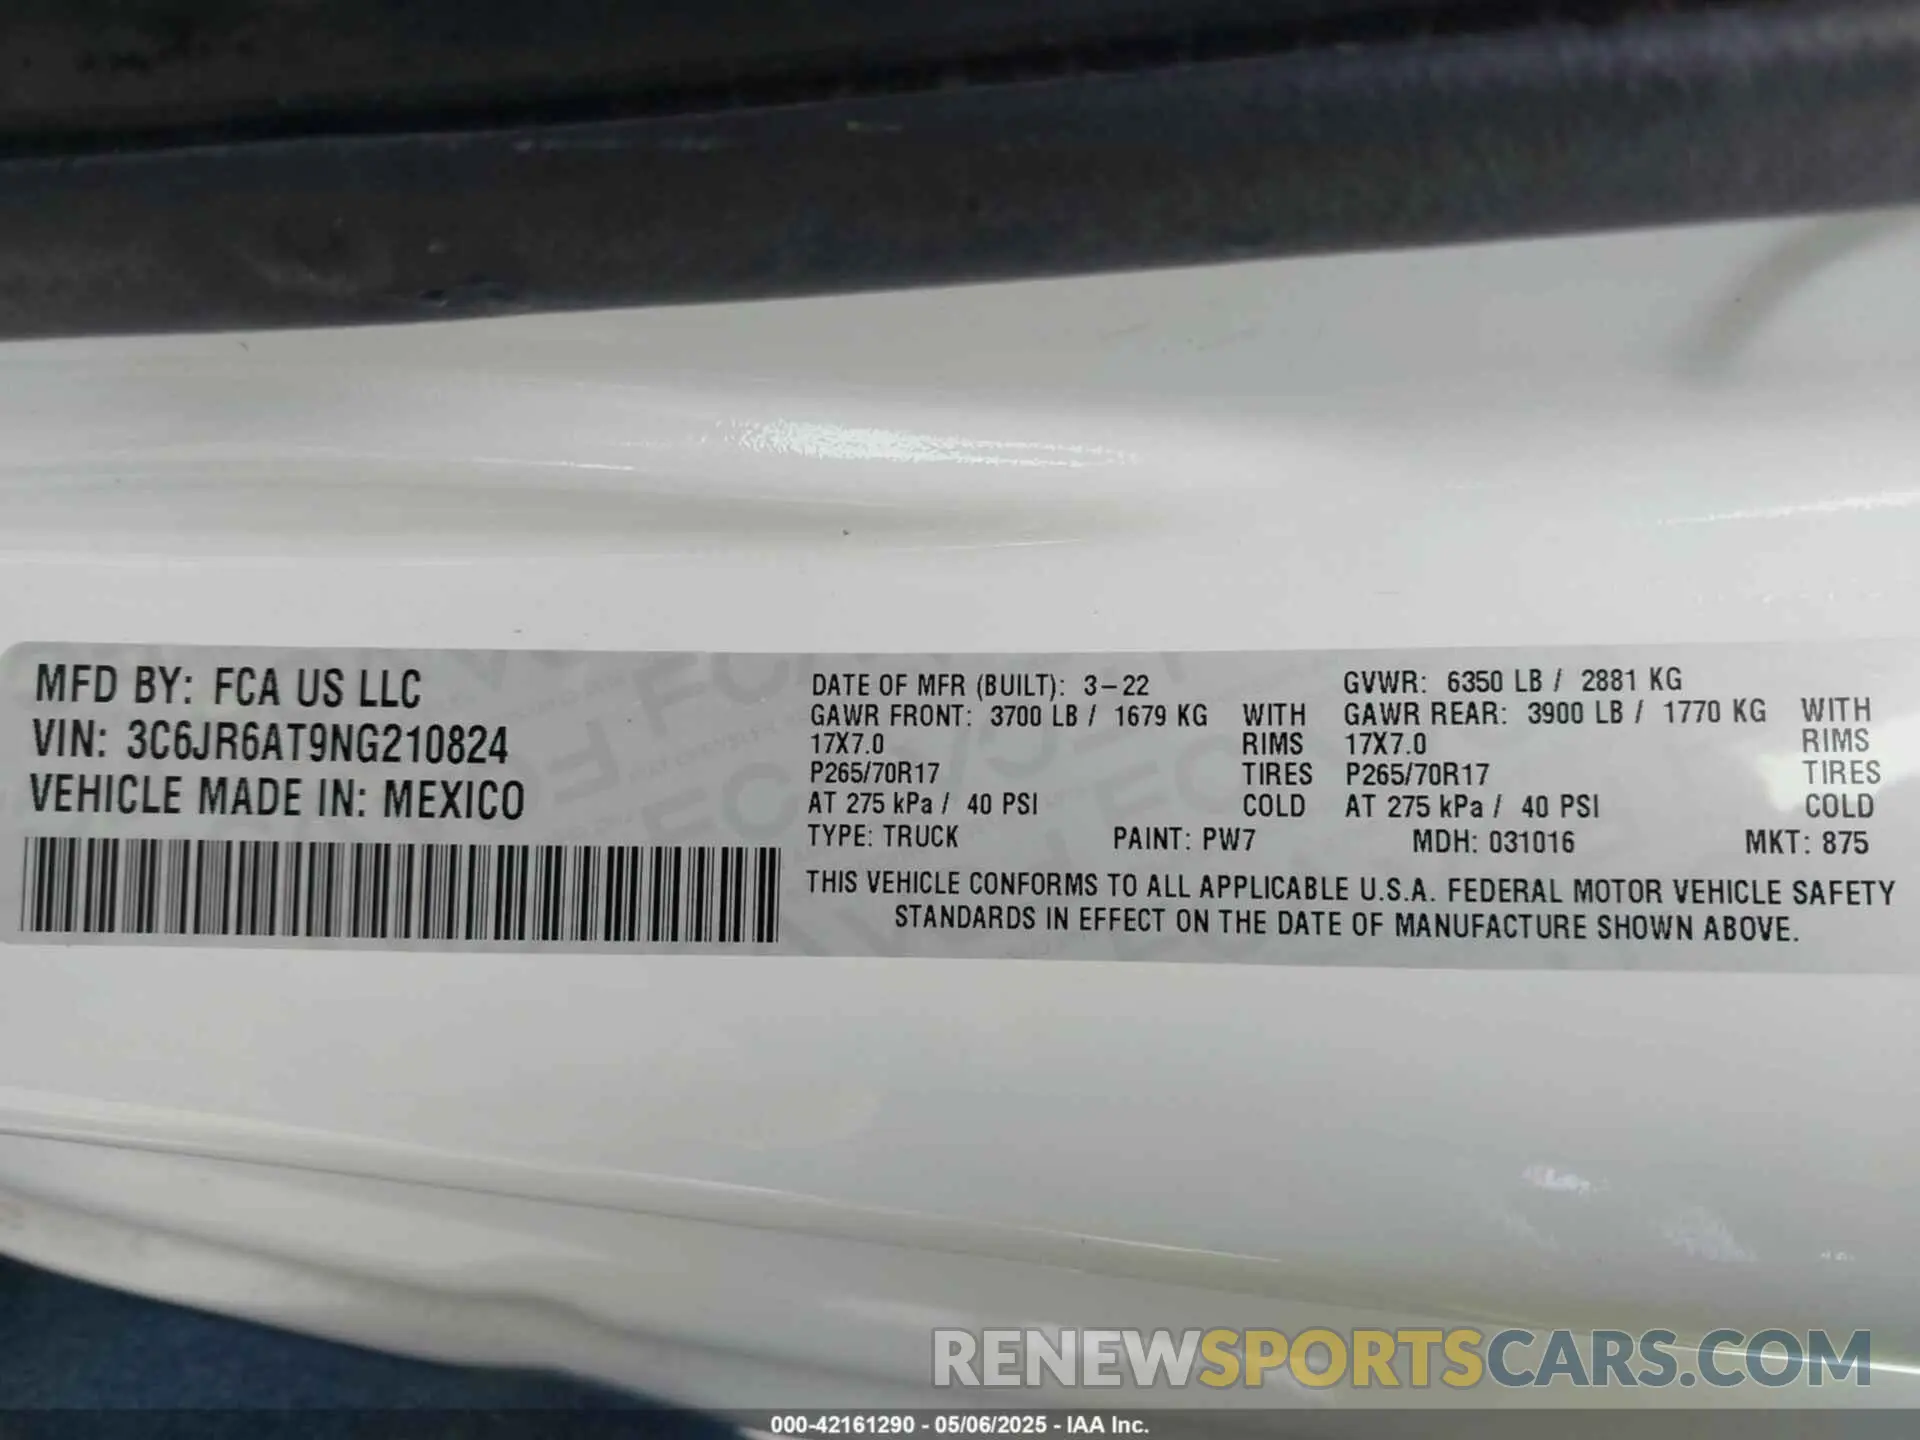 MFD BY: FCA US LLC
VIN: 3C6JR6AT9NG210824
VEHICLE MADE IN: MEXICO
DATE OF MFR (BUILT): 3-22
GVWR: 6350 LB / 2881 KG
GAWR FRONT: 3700 LB / 1679 KG WITH
17X7.0 RIMS
P265/70R17 TIRES
AT 275 kPa / 40 PSI COLD
GAWR REAR: 3900 LB / 1770 KG WITH
17X7.0 RIMS
P265/70R17 TIRES
AT 275 kPa / 40 PSI COLD
TYPE: TRUCK PAINT: PW7 MDH: 031016 MKT: 875
THIS VEHICLE CONFORMS TO ALL APPLICABLE U.S.A. FEDERAL MOTOR VEHICLE SAFETY
STANDARDS IN EFFECT ON THE DATE OF MANUFACTURE SHOWN ABOVE.
RENEWSPORTSCARS.COM
000-42161290 - 05/06/2025 - IAA Inc.